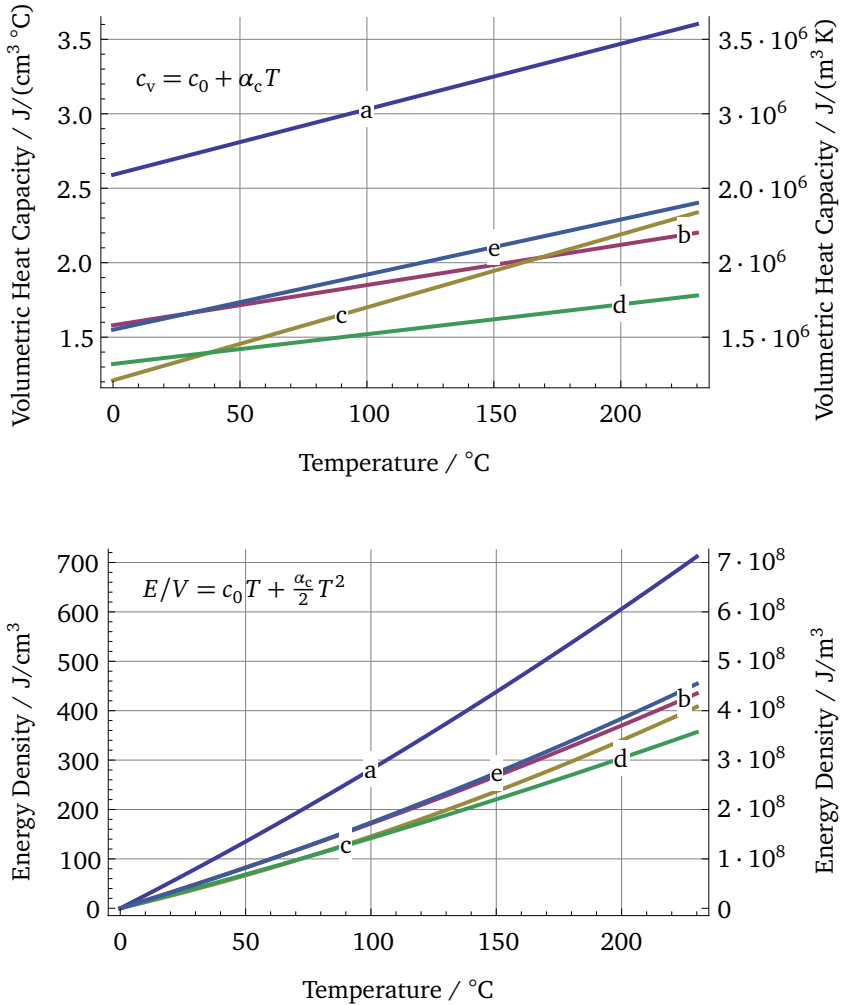 3.5
3.0
2.5
2.0
1.5
Volumetric Heat Capacity / J/(cm³ °C)
c_v = c_0 + α_c T
a
e
b
c
d
3.5 · 10⁶
3 · 10⁶
2.0 · 10⁶
2 · 10⁶
1.5 · 10⁶
Volumetric Heat Capacity / J/(m³ K)
0 50 100 150 200
Temperature / °C
700
600
500
400
300
200
100
0
Energy Density / J/cm³
E/V = c_0 T + α_c/2 T²
a
b
e
d
c
7 · 10⁸
6 · 10⁸
5 · 10⁸
4 · 10⁸
3 · 10⁸
2 · 10⁸
1 · 10⁸
0
Energy Density / J/m³
0 50 100 150 200
Temperature / °C